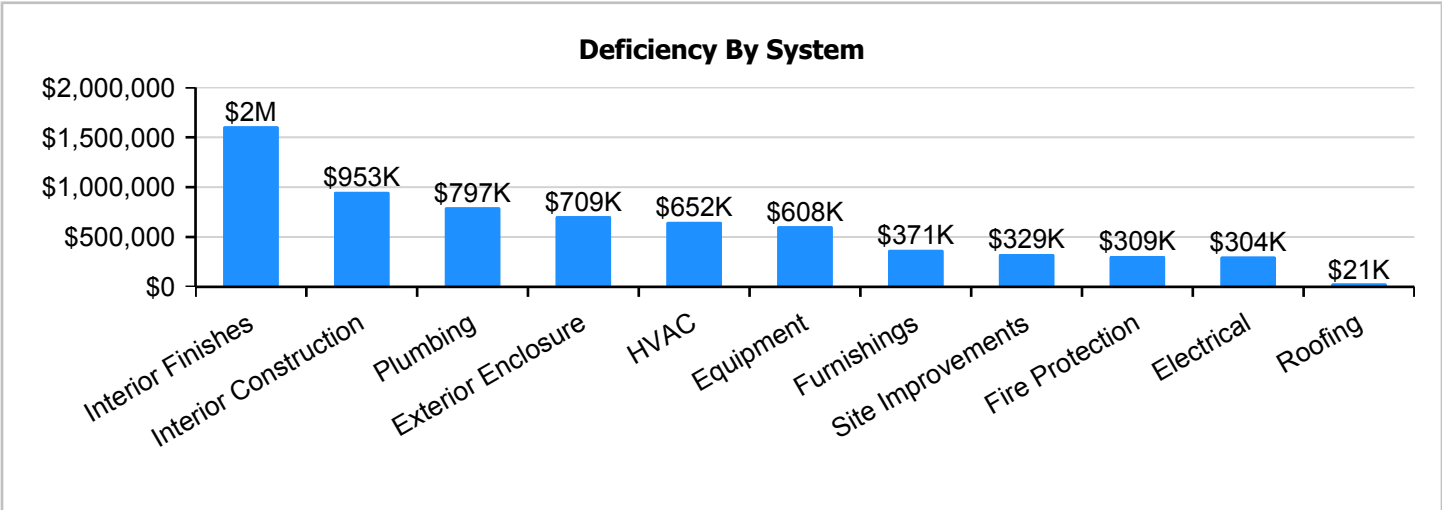 Deficiency By System
$2,000,000
$1,500,000
$1,000,000
$500,000
$0
$2M
$953K
$797K
$709K
$652K
$608K
$371K
$329K
$309K
$304K
$21K
Interior Finishes
Interior Construction
Plumbing
Exterior Enclosure
HVAC
Equipment
Furnishings
Site Improvements
Fire Protection
Electrical
Roofing